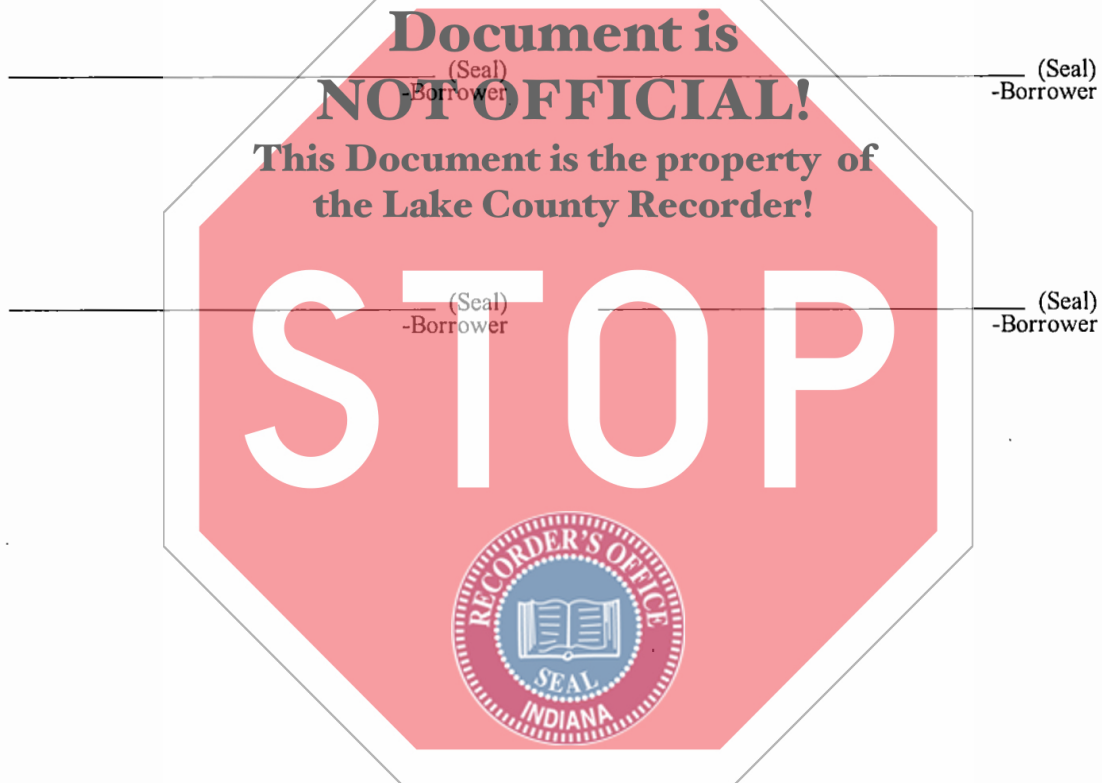 Document is
(Seal) (Seal)
-Borrower -Borrower
NOT OFFICIAL!
This Document is the property of
the Lake County Recorder!
(Seal) (Seal)
-Borrower -Borrower
STOP
RECORDER'S OFFICE
SEAL
INDIANA